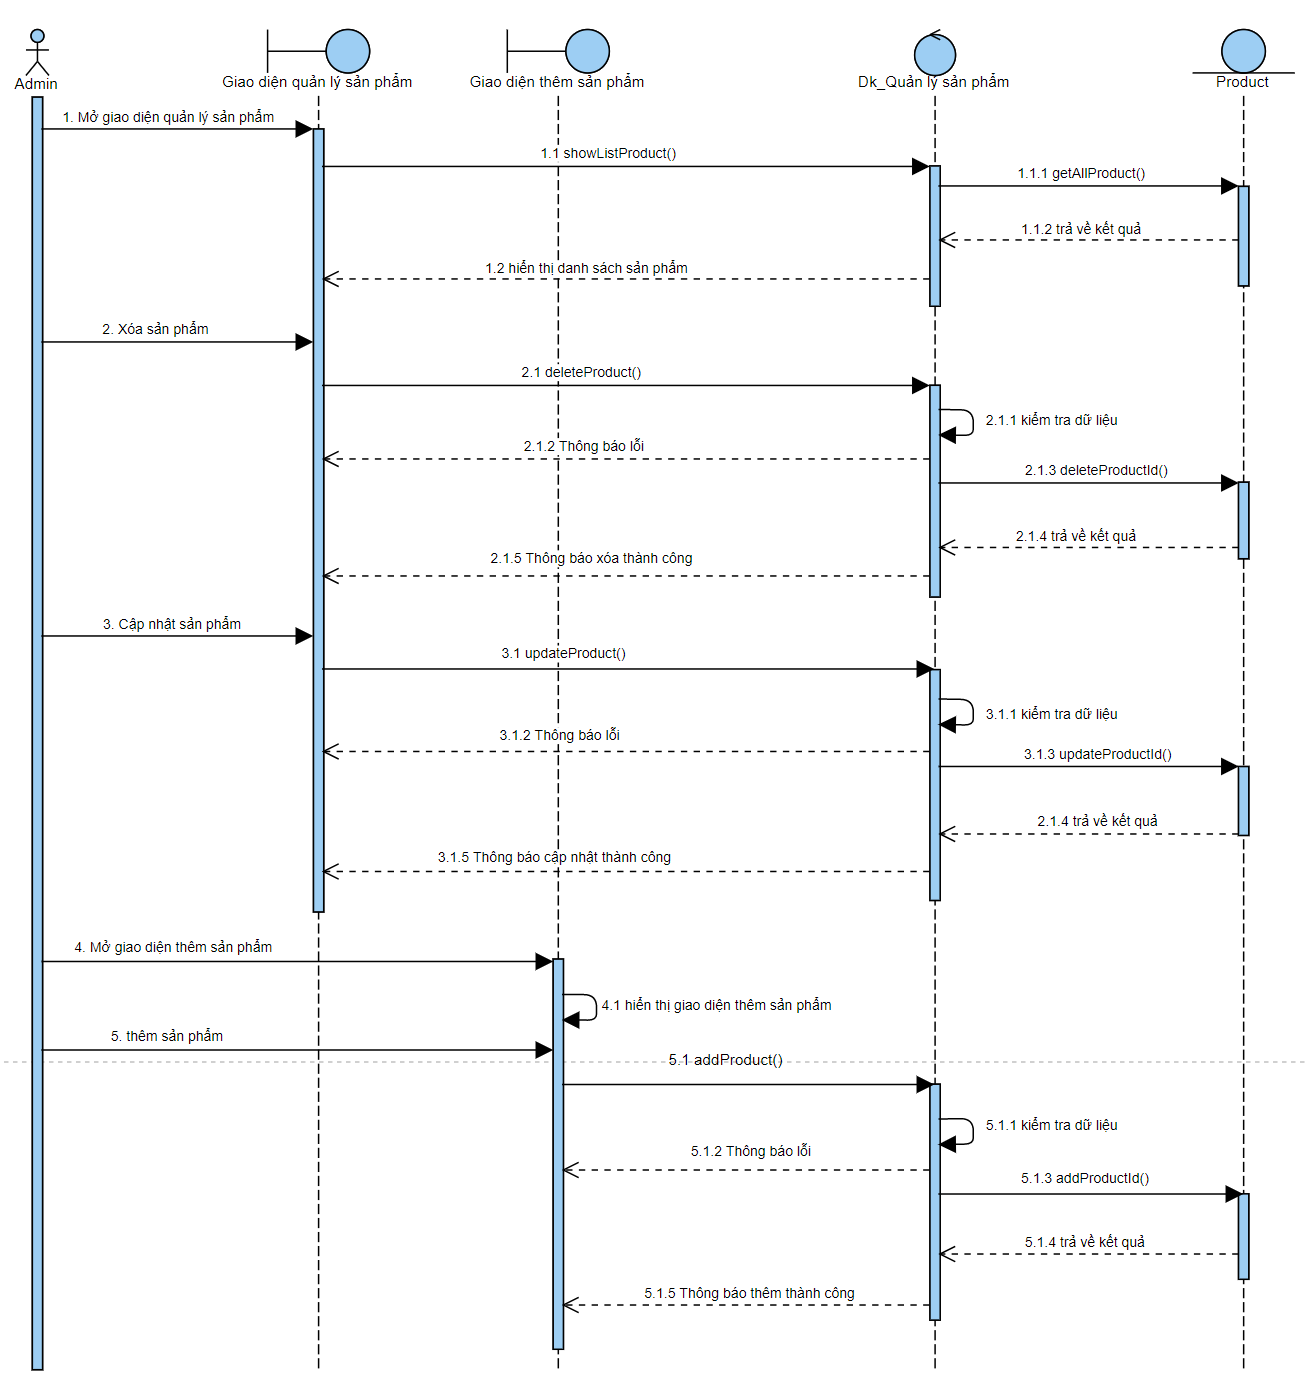 Admin
Giao diện quản lý sản phẩm
Giao diện thêm sản phẩm
Dk_Quản lý sản phẩm
Product
1. Mở giao diện quản lý sản phẩm
1.1 showListProduct()
1.1.1 getAllProduct()
1.1.2 trả về kết quả
1.2 hiển thị danh sách sản phẩm
2. Xóa sản phẩm
2.1 deleteProduct()
2.1.1 kiểm tra dữ liệu
2.1.2 Thông báo lỗi
2.1.3 deleteProductId()
2.1.4 trả về kết quả
2.1.5 Thông báo xóa thành công
3. Cập nhật sản phẩm
3.1 updateProduct()
3.1.1 kiểm tra dữ liệu
3.1.2 Thông báo lỗi
3.1.3 updateProductId()
2.1.4 trả về kết quả
3.1.5 Thông báo cập nhật thành công
4. Mở giao diện thêm sản phẩm
4.1 hiển thị giao diện thêm sản phẩm
5. thêm sản phẩm
5.1 addProduct()
5.1.1 kiểm tra dữ liệu
5.1.2 Thông báo lỗi
5.1.3 addProductId()
5.1.4 trả về kết quả
5.1.5 Thông báo thêm thành công